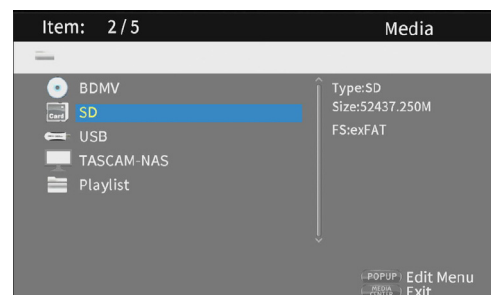 Item: 2/5 Media
BDMV
Card SD
USB
TASCAM-NAS
Playlist
Type:SD
Size:52437.250M
FS:exFAT
POPUP Edit Menu
MEDIA CENTER Exit